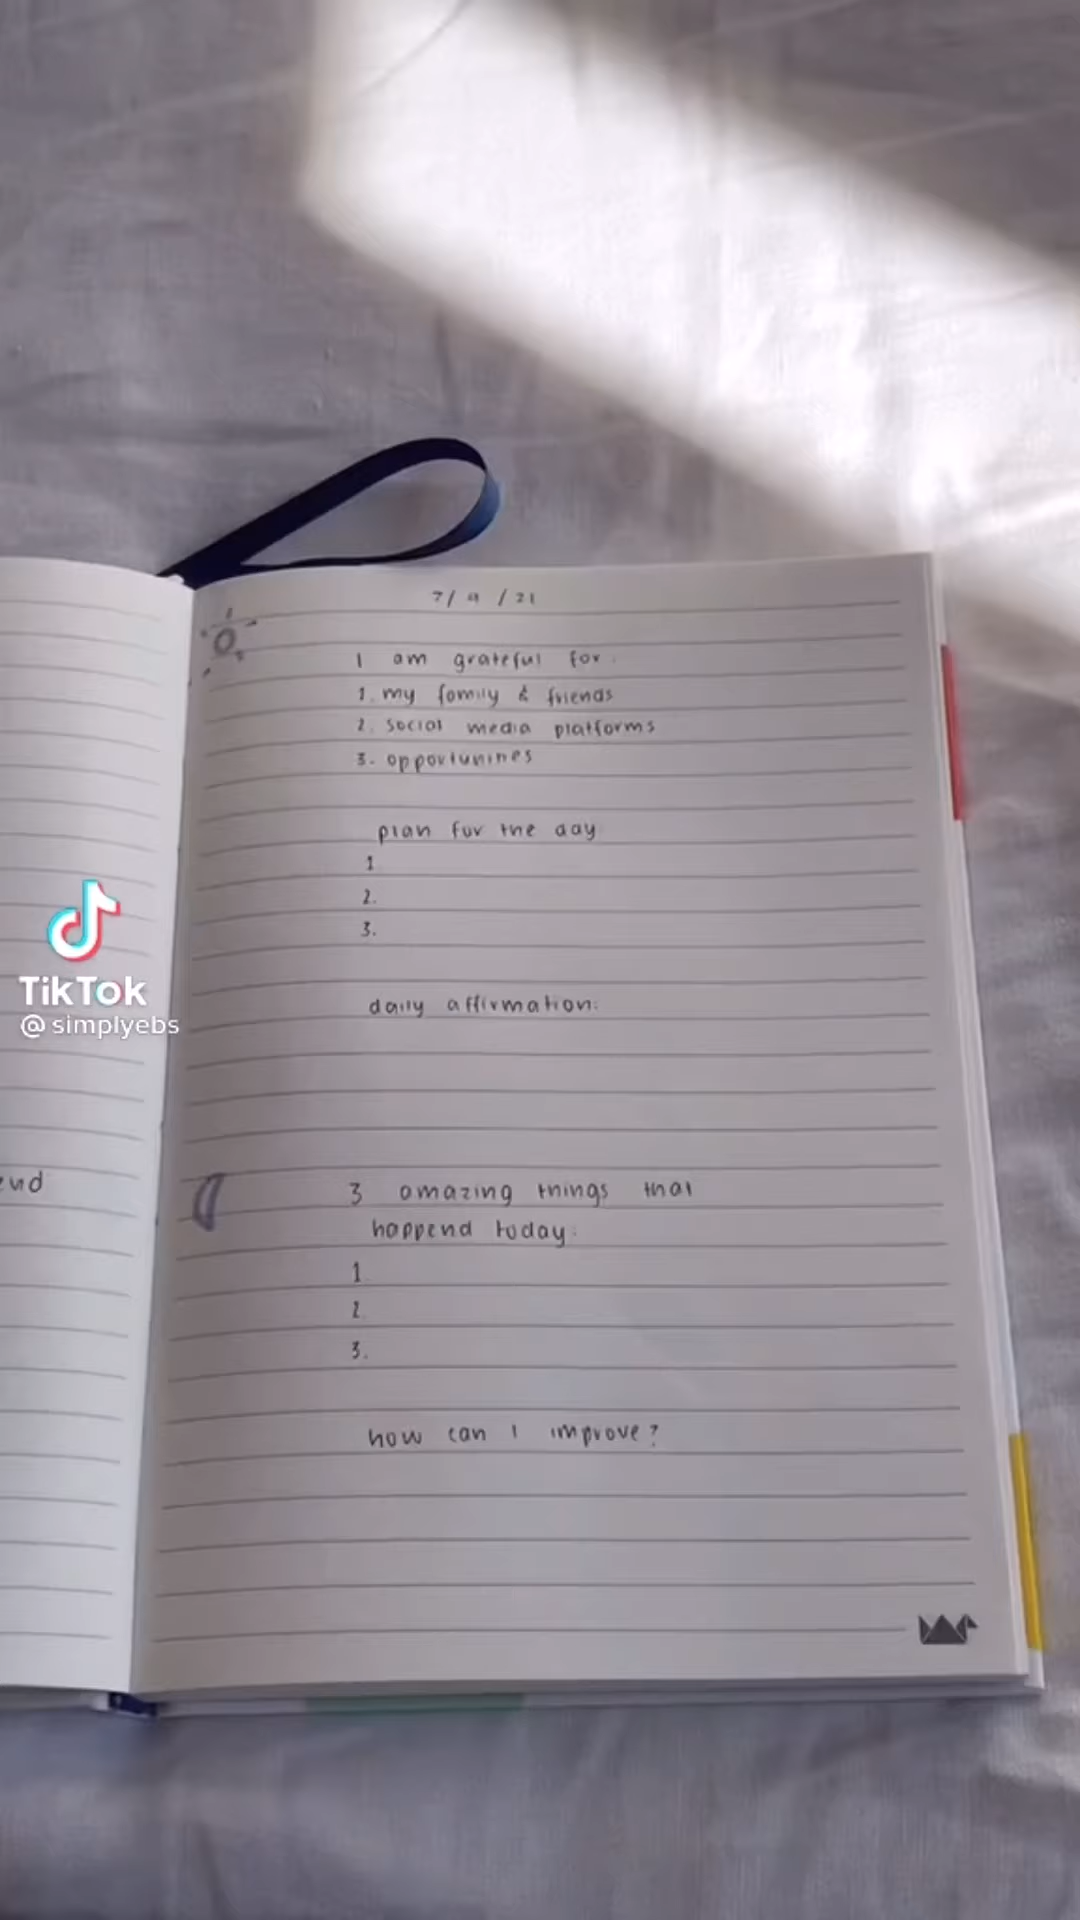 7/9/21
I am grateful for:
1. my family & friends
2. social media platforms
3. opportunines
plan for the day
1
2.
3.
daily affirmation:
TikTok
@simplyebs
end
3 amazing things that
happend today:
1
2
3.
how can I improve?